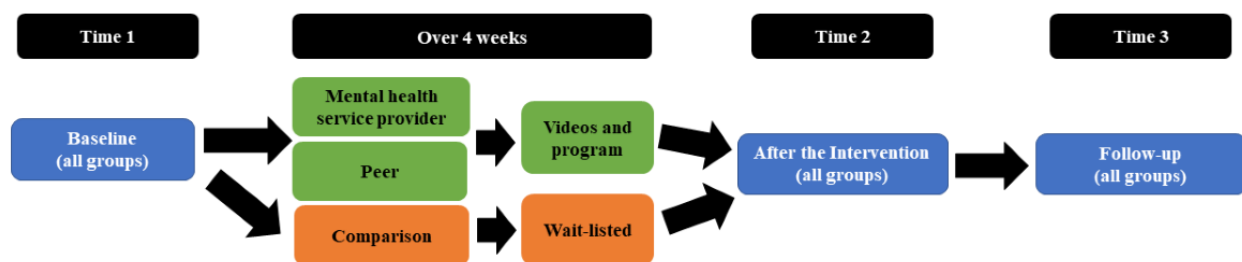 Time 1
Over 4 weeks
Time 2
Time 3
Baseline
(all groups)
Mental health
service provider
Peer
Comparison
Videos and
program
Wait-listed
After the Intervention
(all groups)
Follow-up
(all groups)